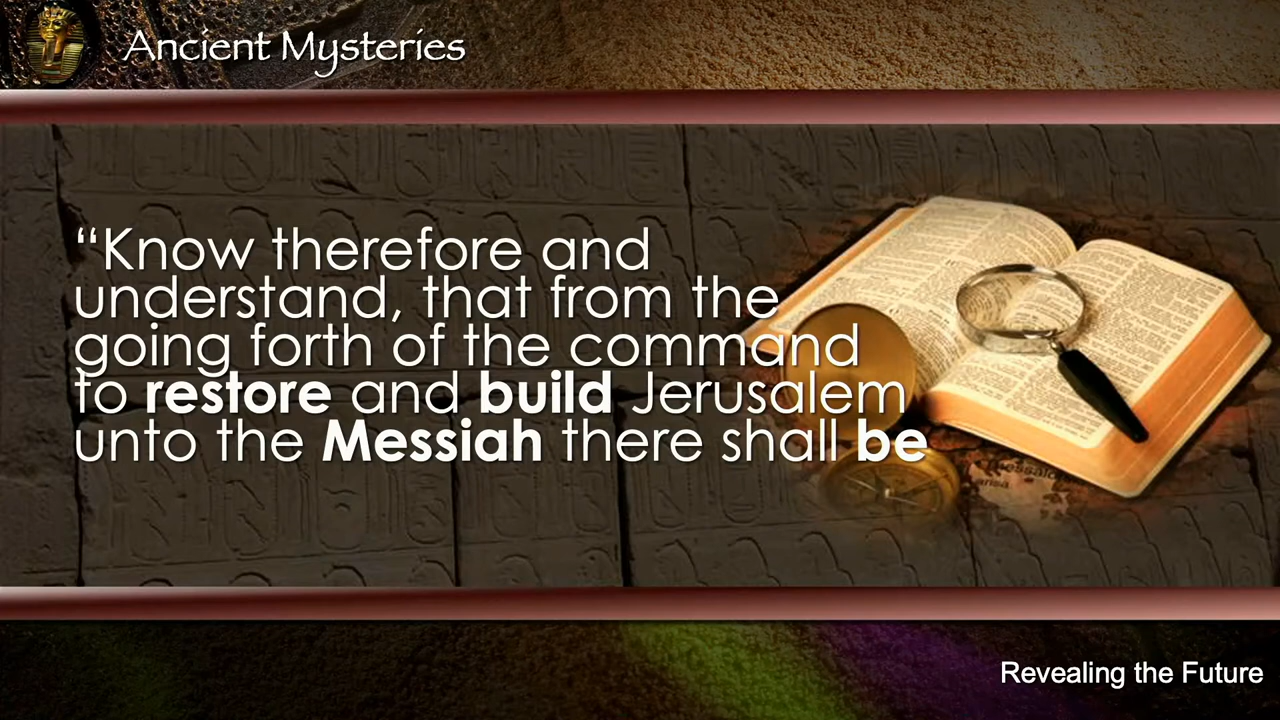 Ancient Mysteries
“Know therefore and
understand, that from the
going forth of the command
to restore and build Jerusalem
unto the Messiah there shall be
Revealing the Future